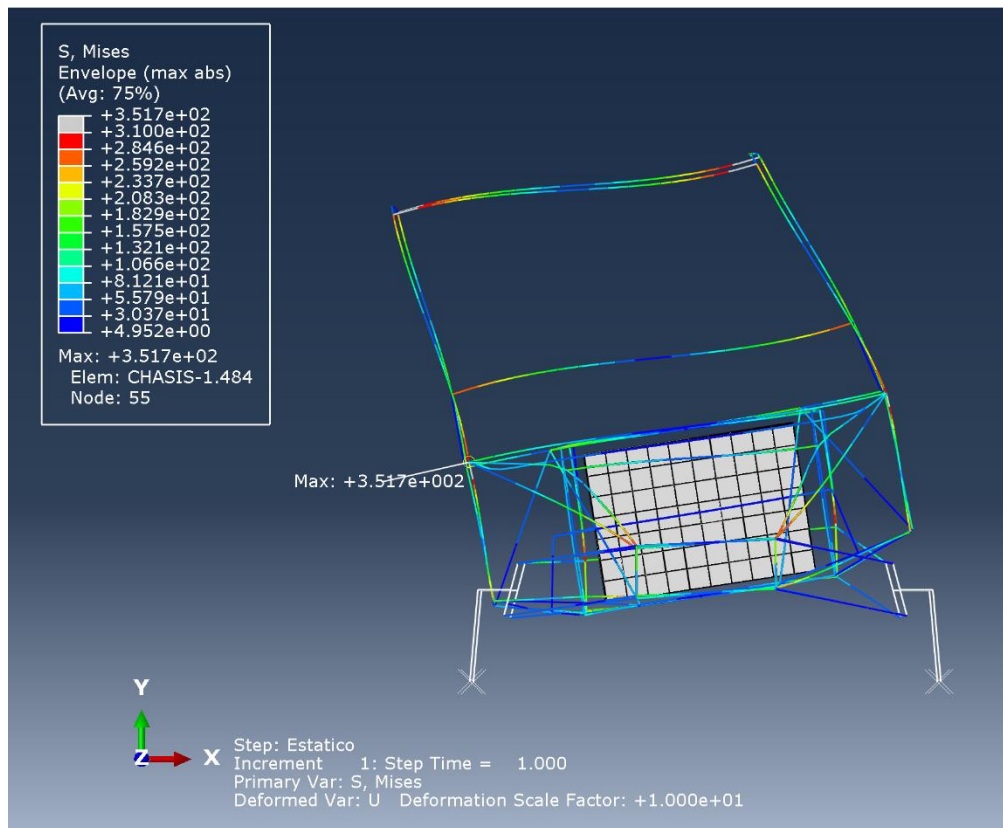 S, Mises
Envelope (max abs)
(Avg: 75%)
+3.517e+02
+3.100e+02
+2.846e+02
+2.592e+02
+2.337e+02
+2.083e+02
+1.829e+02
+1.575e+02
+1.321e+02
+1.066e+02
+8.121e+01
+5.579e+01
+3.037e+01
+4.952e+00
Max: +3.517e+02
Elem: CHASIS-1.484
Node: 55
Max: +3.517e+002
Y
Z X
Step: Estatico
Increment 1: Step Time = 1.000
Primary Var: S, Mises
Deformed Var: U Deformation Scale Factor: +1.000e+01